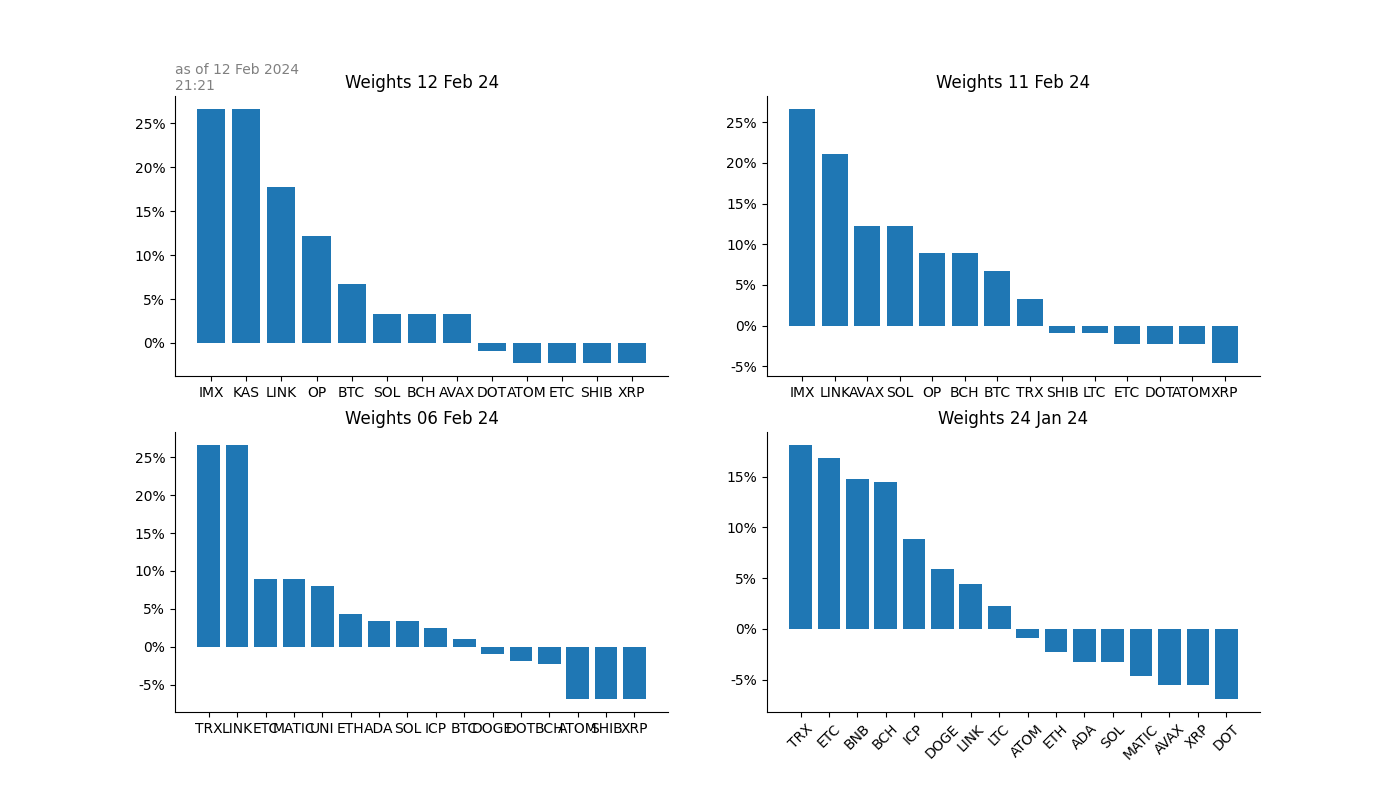 as of 12 Feb 2024
21:21
Weights 12 Feb 24
25%
20%
15%
10%
5%
0%
IMX KAS LINK OP BTC SOL BCH AVAX DOT ATOM ETC SHIB XRP
Weights 11 Feb 24
25%
20%
15%
10%
5%
0%
-5%
IMX LINK AVAX SOL OP BCH BTC TRX SHIB LTC ETC DOT ATOM XRP
Weights 06 Feb 24
25%
20%
15%
10%
5%
0%
-5%
TRX LINK ETC MATIC UNI ETH ADA SOL ICP BTC DOGE DOT BCH ATOM SHIB XRP
Weights 24 Jan 24
15%
10%
5%
0%
-5%
TRX ETC BNB BCH ICP DOGE LINK LTC ATOM ETH ADA SOL MATIC AVAX XRP DOT